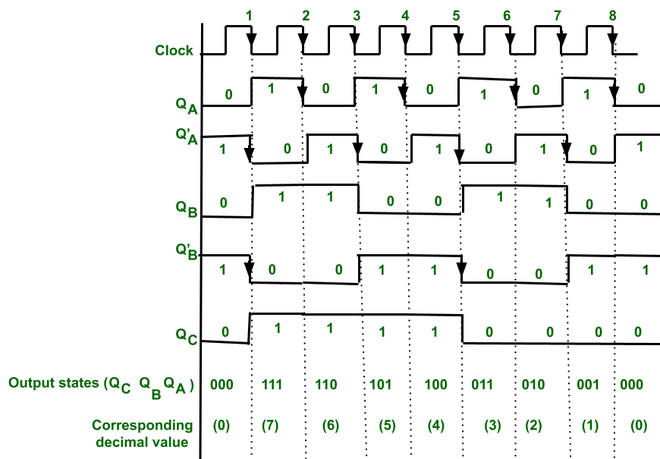 1 2 3 4 5 6 7 8
Clock
QA 0 1 0 1 0 1 0 1 0
Q'A 1 0 1 0 1 0 1 0 1
QB 0 1 1 0 0 1 1 0 0
Q'B 1 0 0 1 1 0 0 1 1
QC 0 1 1 1 1 0 0 0 0
Output states (QC QB QA) 000 111 110 101 100 011 010 001 000
Corresponding (0) (7) (6) (5) (4) (3) (2) (1) (0)
decimal value